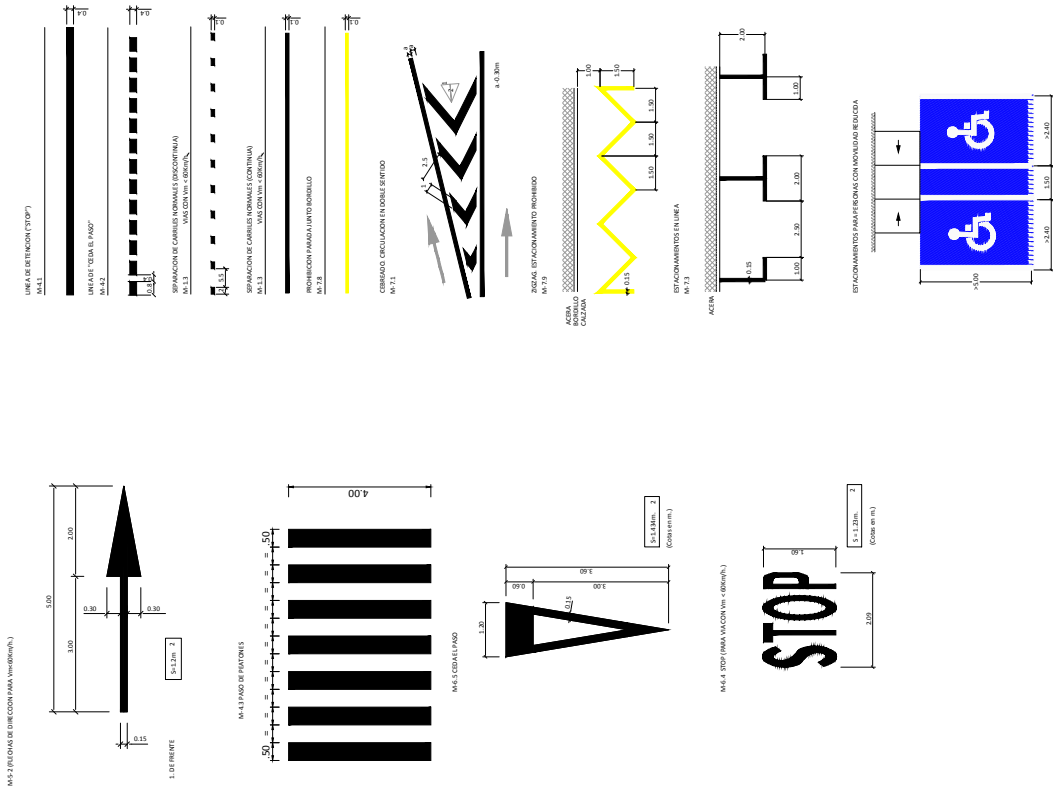 LINEA DE DETENCION ("STOP")
M-4.1
0.4
LINEA DE "CEDA EL PASO"
M-4.2
0.4
0.8
0.4
SEPARACION DE CARRILES NORMALES (DISCONTINUA)
M-1.3 VIAS CON Vm < 60Km/h.
0.1
2
5.5
SEPARACION DE CARRILES NORMALES (CONTINUA)
M-1.3 VIAS CON Vm < 60Km/h.
0.1
PROHIBICION PARADA JUNTO BORDILLO
M-7.8
0.1
CEBREADO. CIRCULACION EN DOBLE SENTIDO
M-7.1
a
2.5
1
a.-0.30m
ZIGZAG. ESTACIONAMIENTO PROHIBIDO
M-7.9
ACERA
BORDILLO
CALZADA
1.00
1.50
1.50
1.50
1.50
0.15
ESTACIONAMIENTOS EN LINEA
M-7.3
ACERA
2.00
1.00
2.00
2.50
1.00
0.15
ESTACIONAMIENTOS PARA PERSONAS CON MOVILIDAD REDUCIDA
>2.40
1.50
>2.40
>5.00
M-5-2 (FLECHAS DE DIRECCION PARA Vm<60Km/h.)
5.00
2.00
3.00
0.30
0.30
0.15
S=1.2m 2
1. DE FRENTE
M-4.3 PASO DE PEATONES
.50
=
=
=
=
=
=
=
=
=
=
=
.50
4.00
M-6.5 CEDA EL PASO
1.20
0.60
3.00
3.60
0.15
S=1.434m. 2
(Cotas en m.)
M-6.4 STOP (PARA VIA CON Vm < 60Km/h.)
1.60
STOP
2.09
S = 1.23m. 2
(Cotas en m.)